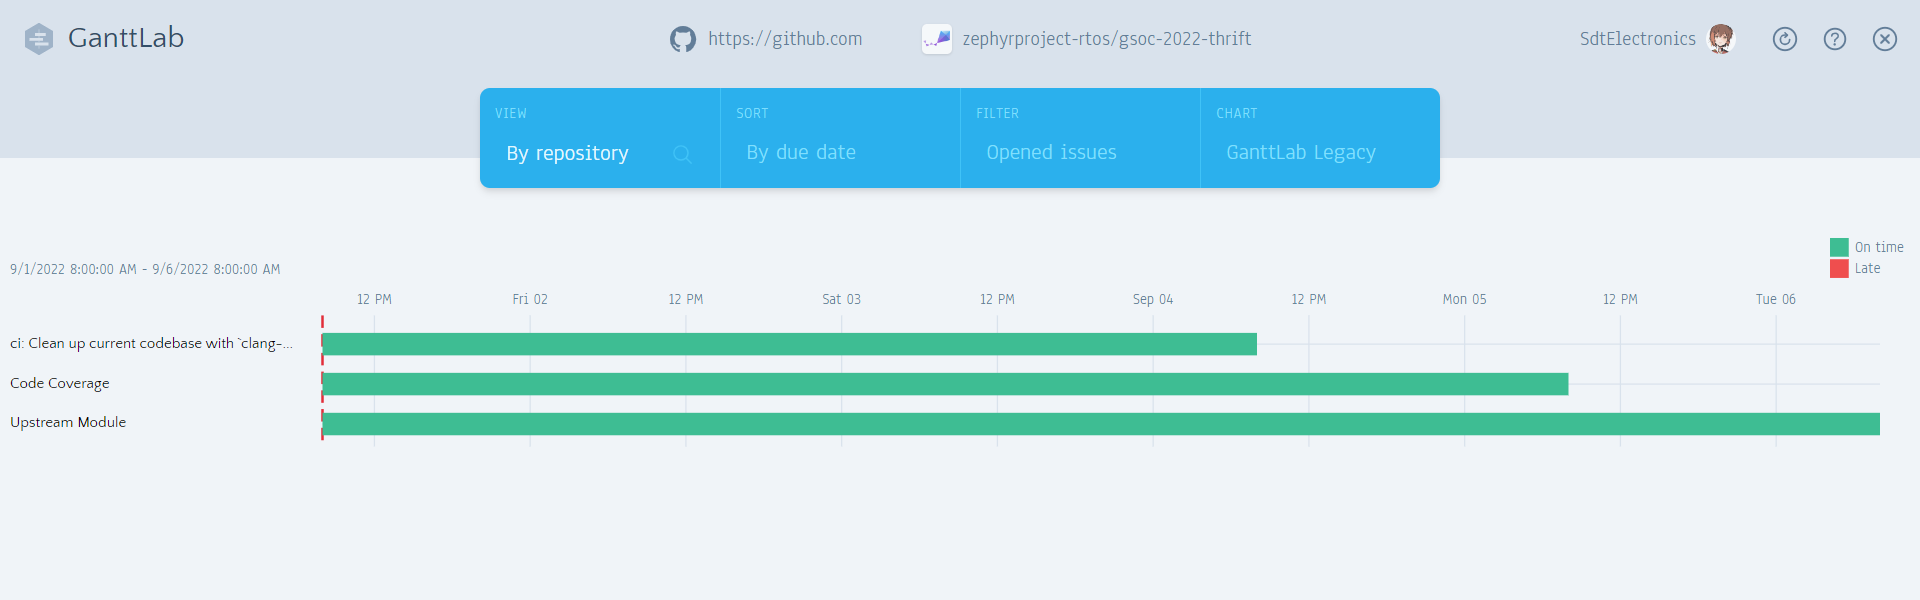 GanttLab
https://github.com
zephyrproject-rtos/gsoc-2022-thrift
SdtElectronics
VIEW
SORT
FILTER
CHART
By repository
By due date
Opened issues
GanttLab Legacy
On time
Late
9/1/2022 8:00:00 AM - 9/6/2022 8:00:00 AM
12 PM
Fri 02
12 PM
Sat 03
12 PM
Sep 04
12 PM
Mon 05
12 PM
Tue 06
ci: Clean up current codebase with `clang-...
Code Coverage
Upstream Module